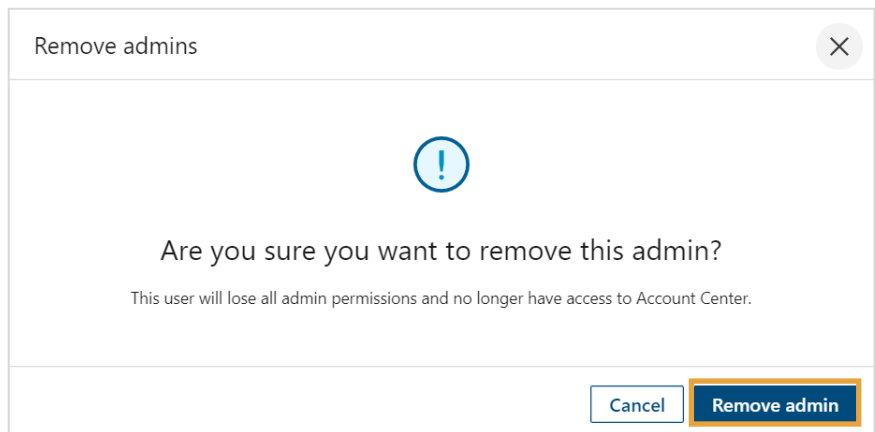 Remove admins
Are you sure you want to remove this admin?
This user will lose all admin permissions and no longer have access to Account Center.
Cancel
Remove admin